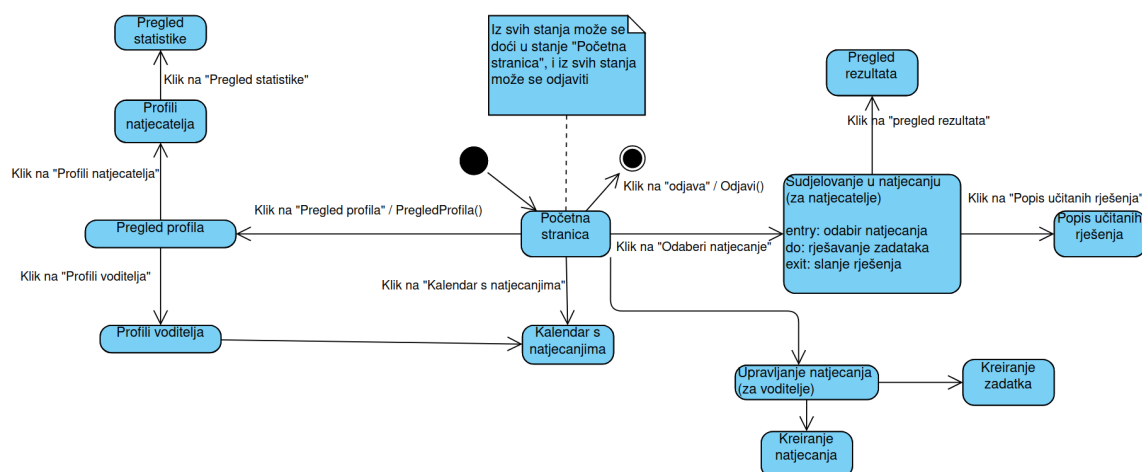 Pregled
statistike
Iz svih stanja može se
doći u stanje "Početna
stranica", i iz svih stanja
može se odjaviti
Pregled
rezultata
Klik na "Pregled statistike"
Profili
natjecatelja
Klik na "pregled rezultata"
Klik na "Profili natjecatelja"
Klik na "odjava" / Odjavi()
Sudjelovanje u natjecanju
(za natjecatelje)
entry: odabir natjecanja
do: rješavanje zadataka
exit: slanje rješenja
Klik na "Popis učitanih rješenja"
Klik na "Pregled profila" / PregledProfila()
Početna
stranica
Popis učitanih
rješenja
Pregled profila
Klik na "Odaberi natjecanje"
Klik na "Profili voditelja"
Klik na "Kalendar s natjecanjima"
Profili voditelja
Kalendar s
natjecanjima
Upravljanje natjecanja
(za voditelje)
Kreiranje
zadatka
Kreiranje
natjecanja